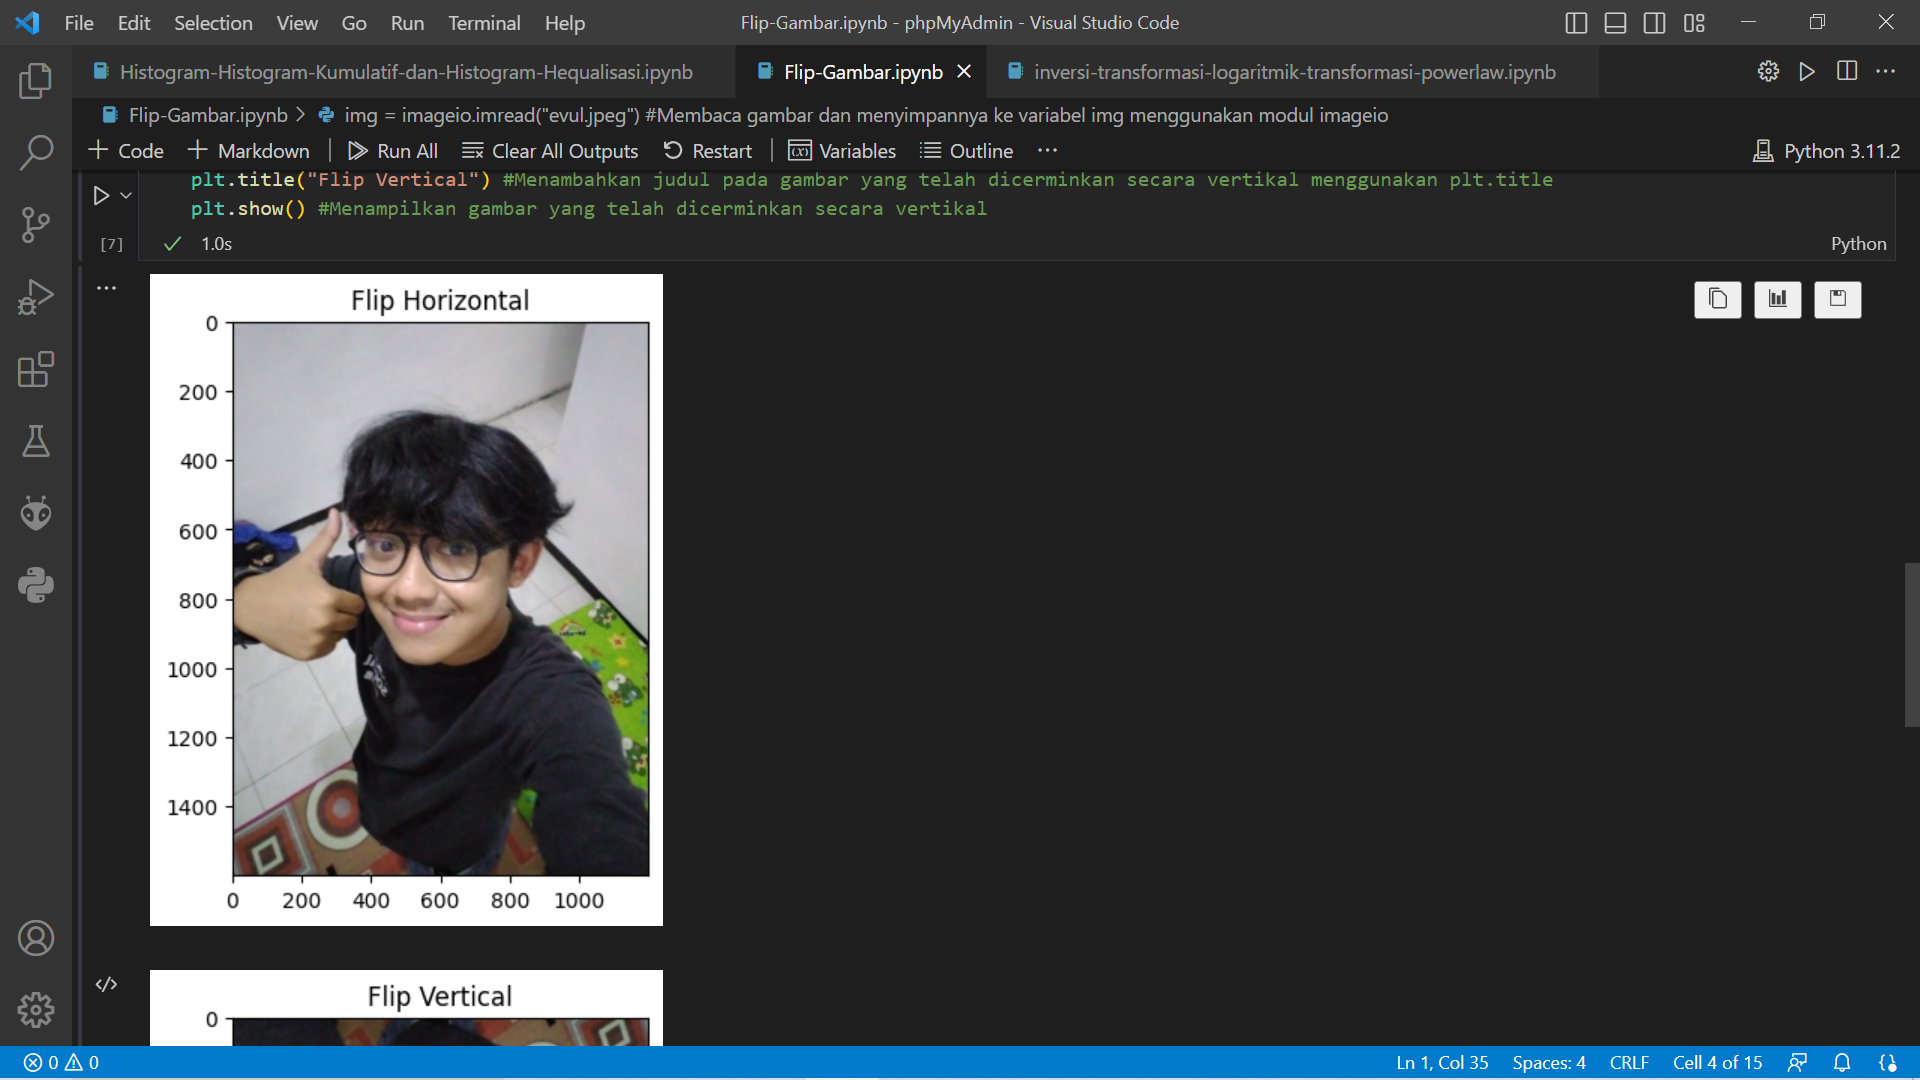 File Edit Selection View Go Run Terminal Help
Flip-Gambar.ipynb - phpMyAdmin - Visual Studio Code
Histogram-Histogram-Kumulatif-dan-Histogram-Hequalisasi.ipynb
Flip-Gambar.ipynb
inversi-transformasi-logaritmik-transformasi-powerlaw.ipynb
Flip-Gambar.ipynb > img = imageio.imread("evul.jpeg") #Membaca gambar dan menyimpannya ke variabel img menggunakan modul imageio
+ Code + Markdown | Run All Clear All Outputs Restart | Variables Outline ... Python 3.11.2
plt.title("Flip Vertical") #Menambahkan judul pada gambar yang telah dicerminkan secara vertikal menggunakan plt.title
plt.show() #Menampilkan gambar yang telah dicerminkan secara vertikal
[7] 1.0s Python
Flip Horizontal
0
200
400
600
800
1000
1200
1400
0 200 400 600 800 1000
Flip Vertical
0
0 0 Ln 1, Col 35 Spaces: 4 CRLF Cell 4 of 15